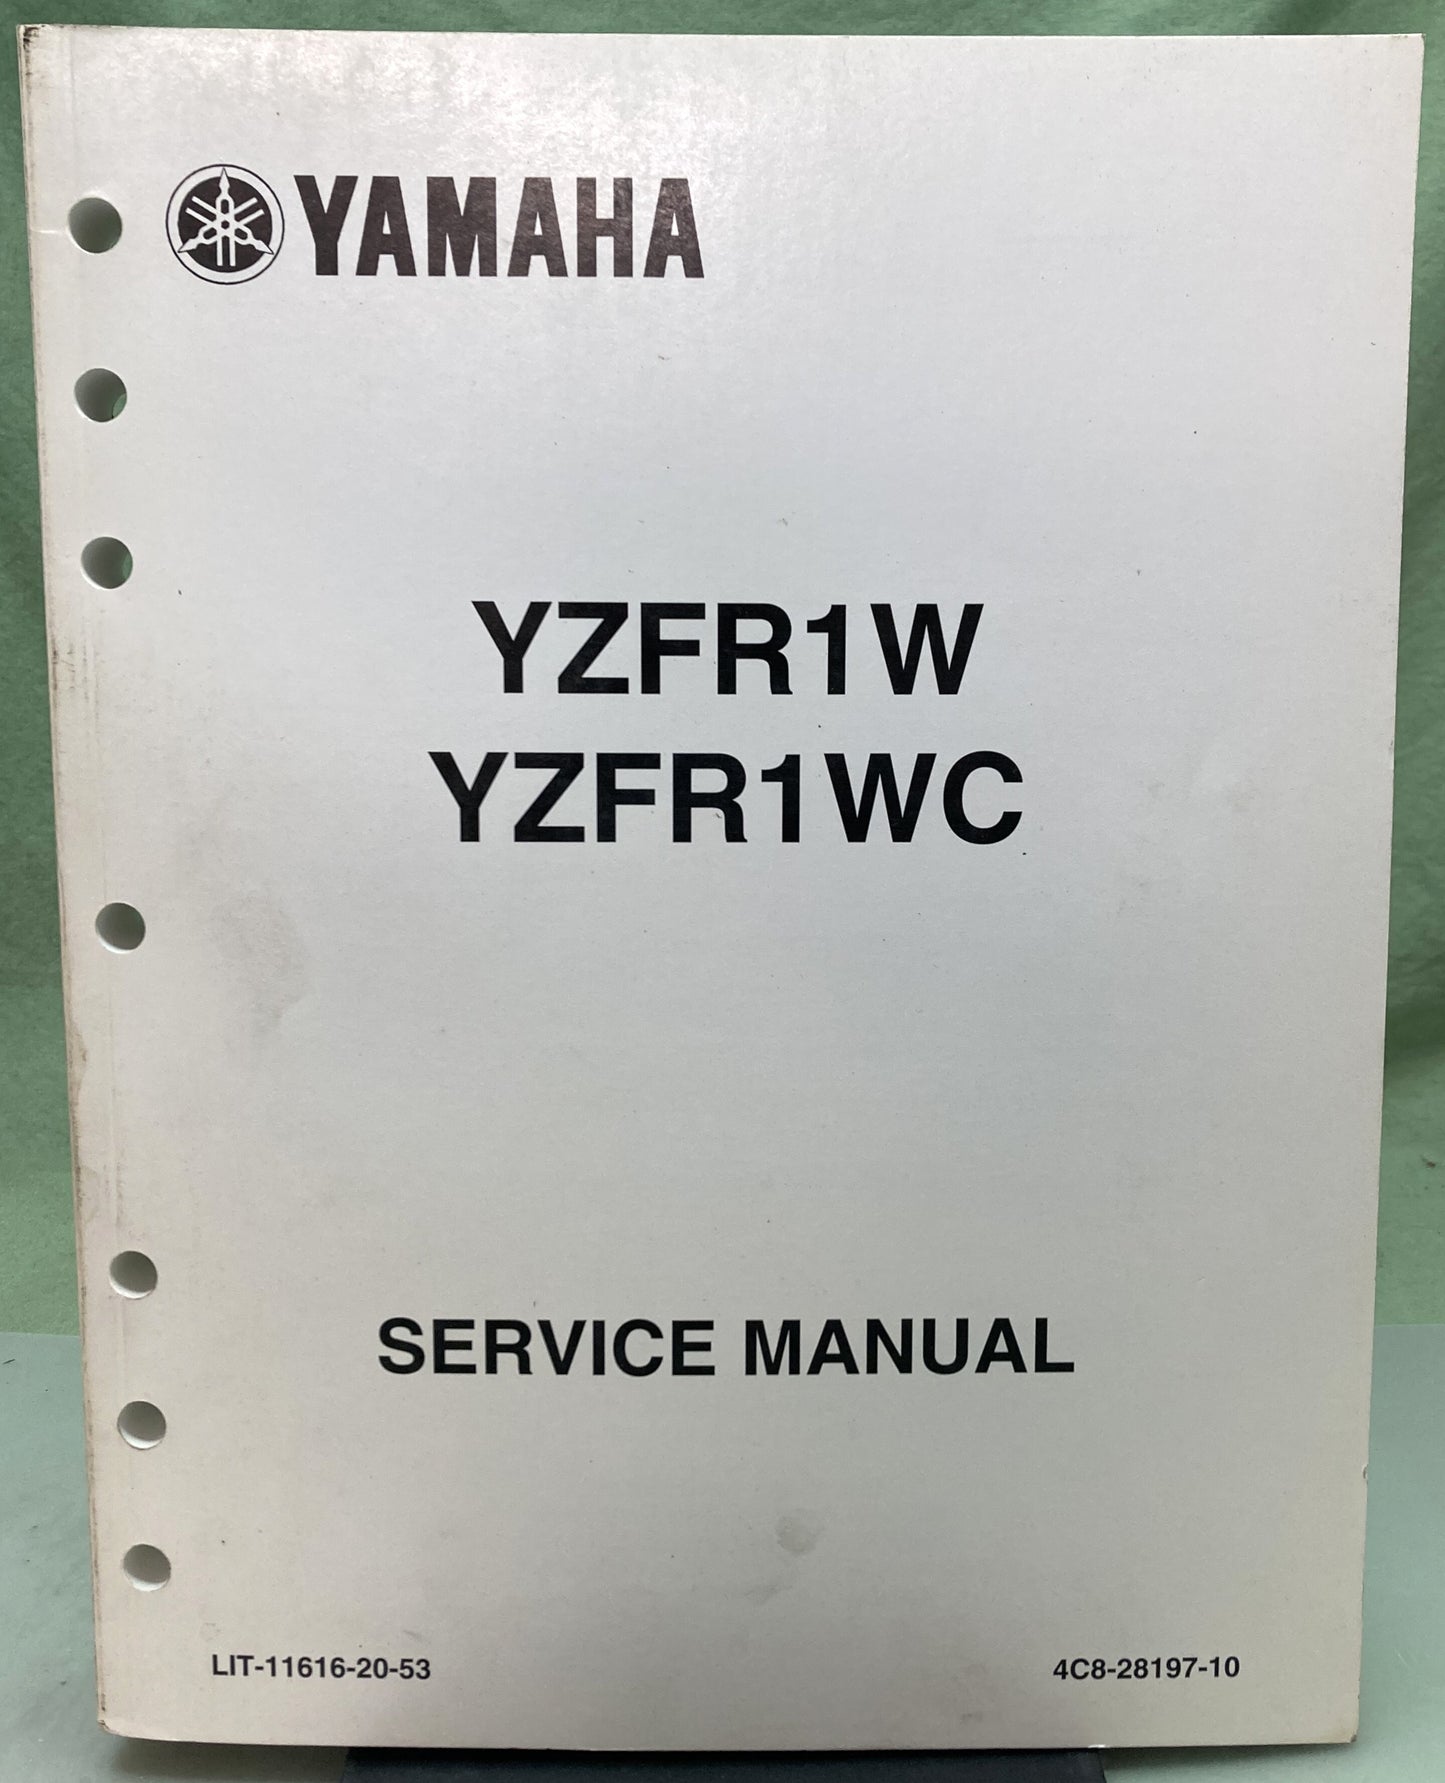 YAMAHA
YZFR1W
YZFR1WC
SERVICE MANUAL
LIT-11616-20-53
4C8-28197-10